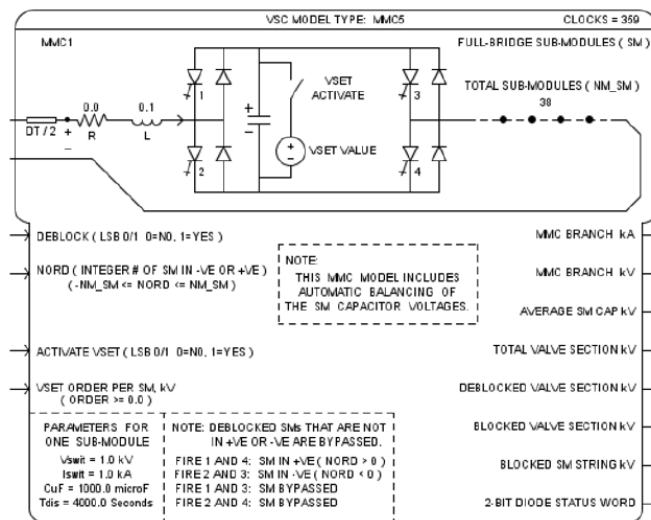 VSC MODEL TYPE: MMC5
CLOCKS = 359
MMC1
FULL-BRIDGE SUB-MODULES ( SM )
TOTAL SUB-MODULES ( NM_SM )
38
1
3
VSET
ACTIVATE
0.0
0.1
DT / 2
+
-
R
L
+
-
+
-
VSET VALUE
2
4
DEBLOCK ( LSB 0/1 0=NO, 1=YES )
NORD ( INTEGER # OF SM IN -VE OR +VE )
( -NM_SM <= NORD <= NM_SM )
ACTIVATE VSET ( LSB 0/1 0=NO, 1=YES )
VSET ORDER PER SM, kV
( ORDER >= 0.0 )
NOTE:
THIS MMC MODEL INCLUDES
AUTOMATIC BALANCING OF
THE SM CAPACITOR VOLTAGES.
MMC BRANCH kA
MMC BRANCH kV
AVERAGE SM CAP kV
TOTAL VALVE SECTION kV
DEBLOCKED VALVE SECTION kV
BLOCKED VALVE SECTION kV
BLOCKED SM STRING kV
2-BIT DIODE STATUS WORD
PARAMETERS FOR
ONE SUB-MODULE
Vswit = 1.0 kV
Iswit = 1.0 kA
CuF = 1000.0 microF
Tdis = 4000.0 Seconds
NOTE: DEBLOCKED SMs THAT ARE NOT
IN +VE OR -VE ARE BYPASSED.
FIRE 1 AND 4: SM IN +VE ( NORD > 0 )
FIRE 2 AND 3: SM IN -VE ( NORD < 0 )
FIRE 1 AND 3: SM BYPASSED
FIRE 2 AND 4: SM BYPASSED